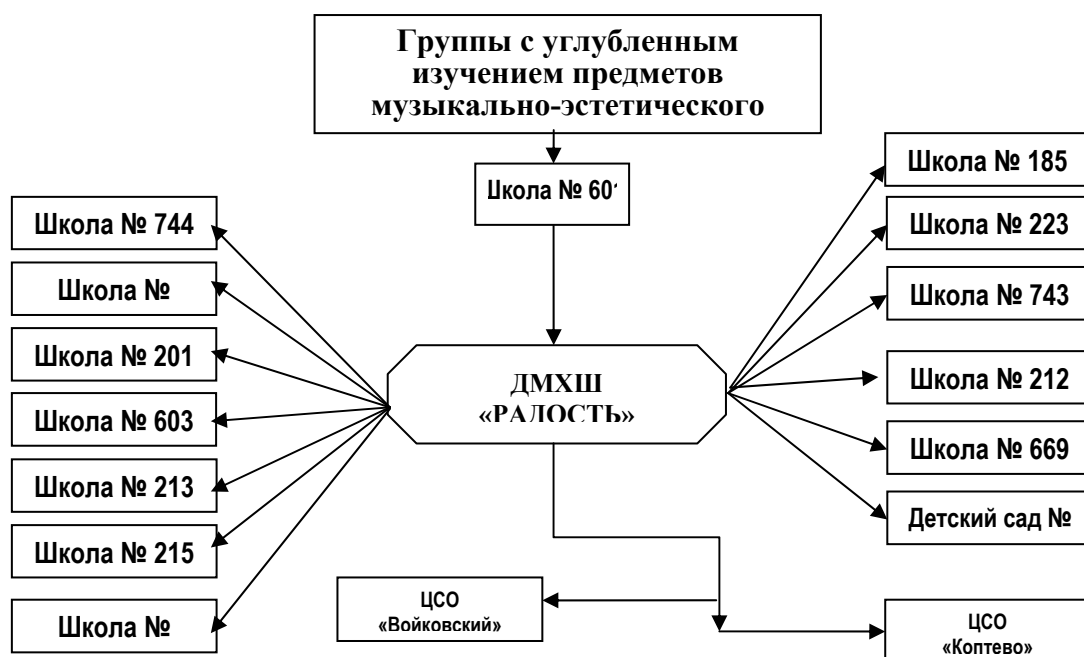 Группы с углубленным
изучением предметов
музыкально-эстетического
Школа № 601
Школа № 744
Школа №
Школа № 201
Школа № 603
Школа № 213
Школа № 215
Школа №
ДМХШ
«РАДОСТЬ»
Школа № 185
Школа № 223
Школа № 743
Школа № 212
Школа № 669
Детский сад №
ЦСО
«Войковский»
ЦСО
«Коптево»